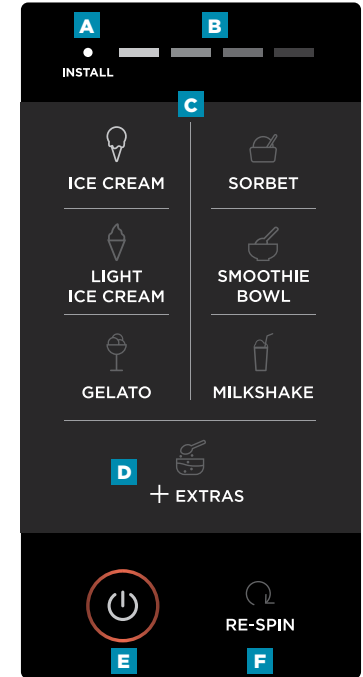 A
B
INSTALL
C
ICE CREAM
SORBET
LIGHT
ICE CREAM
SMOOTHIE
BOWL
GELATO
MILKSHAKE
D
+ EXTRAS
RE-SPIN
E
F